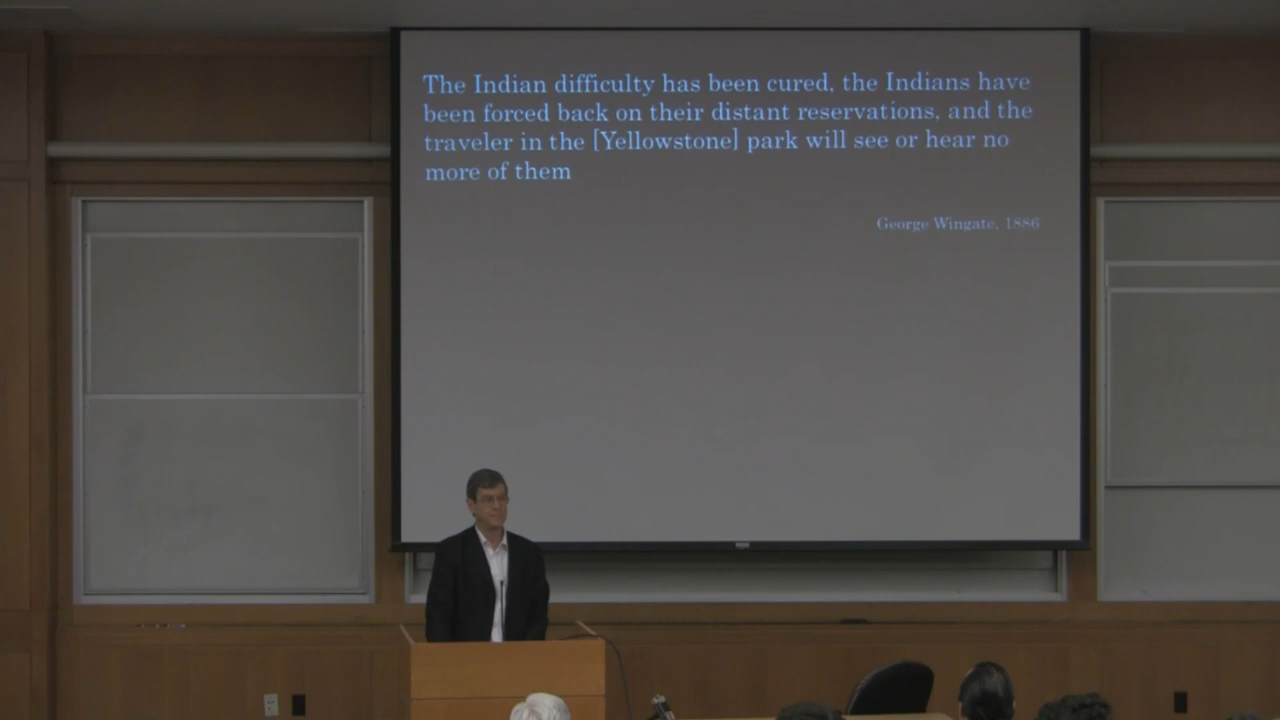 The Indian difficulty has been cured, the Indians have
been forced back on their distant reservations, and the
traveler in the [Yellowstone] park will see or hear no
more of them
George Wingate, 1886